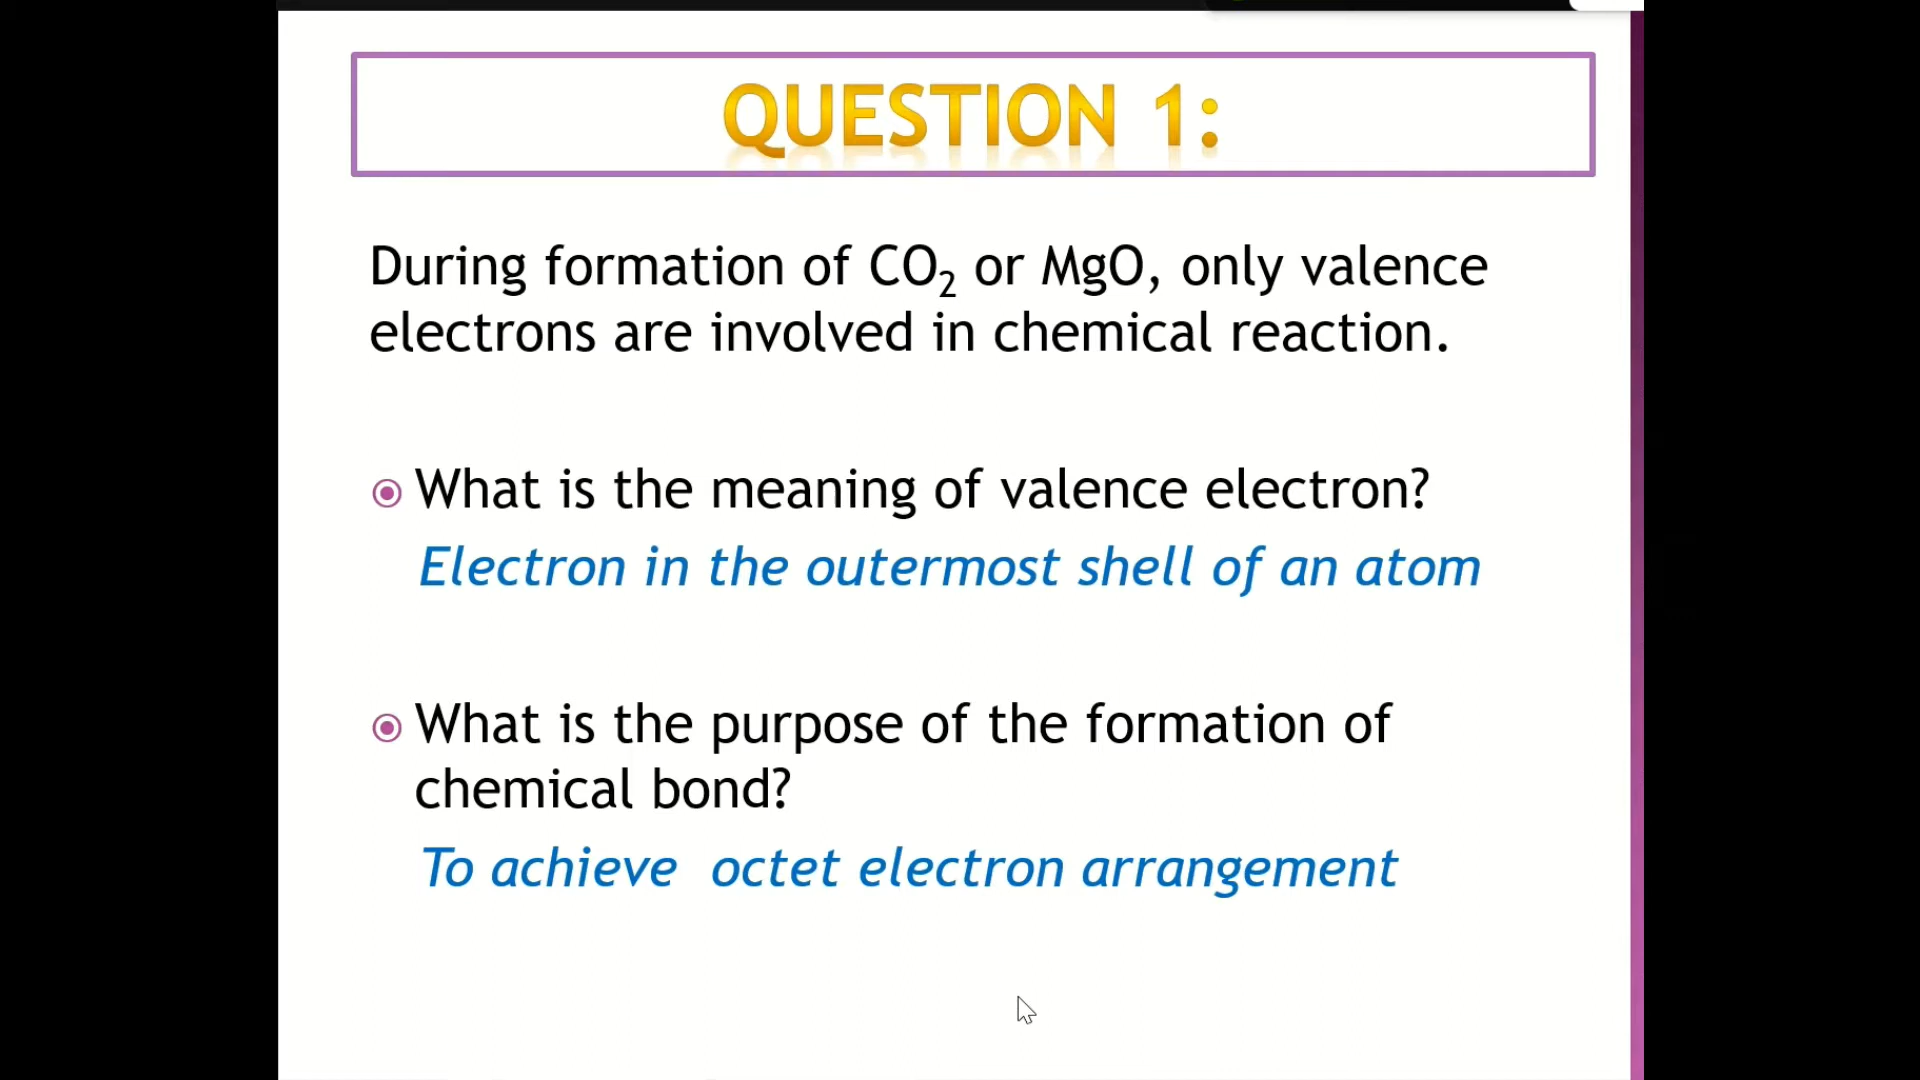 QUESTION 1:
During formation of CO₂ or MgO, only valence
electrons are involved in chemical reaction.
What is the meaning of valence electron?
Electron in the outermost shell of an atom
What is the purpose of the formation of
chemical bond?
To achieve octet electron arrangement